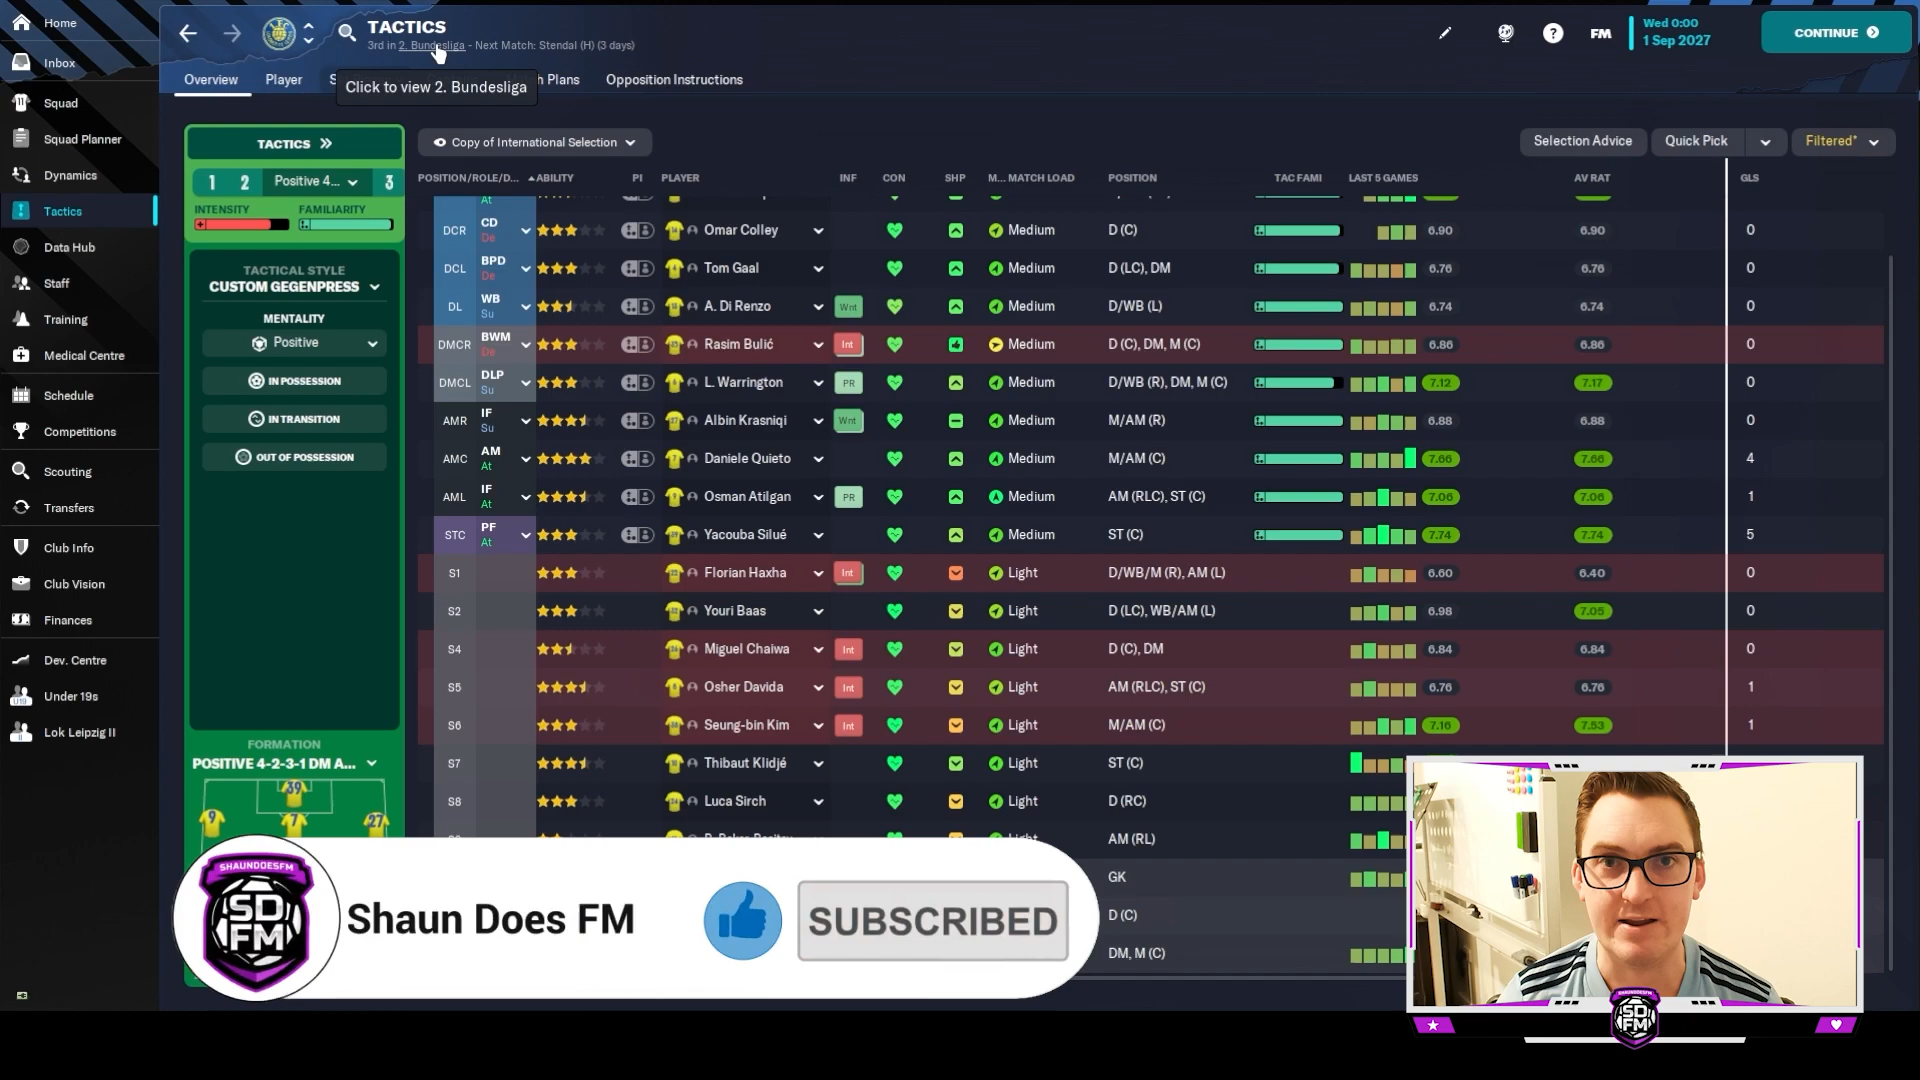 Home
Inbox
Squad
Squad Planner
Dynamics
Tactics
Data Hub
Staff
Training
Medical Centre
Schedule
Competitions
Scouting
Transfers
Club Info
Club Vision
Finances
Dev. Centre
Under 19s
Lok Leipzig II
TACTICS
3rd in 2. Bundesliga - Next Match: Stendal (H) (3 days)
FM
Wed 0:00
1 Sep 2027
CONTINUE
Overview Player Plans Opposition Instructions
Click to view 2. Bundesliga
TACTICS
1 2 Positive 4... 3
INTENSITY FAMILIARITY
TACTICAL STYLE
CUSTOM GEGENPRESS
MENTALITY
Positive
IN POSSESSION
IN TRANSITION
OUT OF POSSESSION
FORMATION
POSITIVE 4-2-3-1 DM A...
39
9 7 27
Copy of International Selection
Selection Advice Quick Pick Filtered*
POSITION/ROLE/D... ABILITY PI PLAYER INF CON SHP M... MATCH LOAD POSITION TAC FAMI LAST 5 GAMES AV RAT GLS
At
DCR CD De Omar Colley Medium D (C) 6.90 6.90 0
DCL BPD De Tom Gaal Medium D (LC), DM 6.76 6.76 0
DL WB Su A. Di Renzo Wnt Medium D/WB (L) 6.74 6.74 0
DMCR BWM De Rasim Bulić Int Medium D (C), DM, M (C) 6.86 6.86 0
DMCL DLP Su L. Warrington PR Medium D/WB (R), DM, M (C) 7.12 7.17 0
AMR IF Su Albin Krasniqi Wnt Medium M/AM (R) 6.88 6.88 0
AMC AM At Daniele Quieto Medium M/AM (C) 7.66 7.66 4
AML IF At Osman Atilgan PR Medium AM (RLC), ST (C) 7.06 7.06 1
STC PF At Yacouba Silué Medium ST (C) 7.74 7.74 5
S1 Florian Haxha Int Light D/WB/M (R), AM (L) 6.60 6.40 0
S2 Youri Baas Light D (LC), WB/AM (L) 6.98 7.05 0
S4 Miguel Chaiwa Int Light D (C), DM 6.84 6.84 0
S5 Osher Davida Int Light AM (RLC), ST (C) 6.76 6.76 1
S6 Seung-bin Kim Int Light M/AM (C) 7.16 7.53 1
S7 Thibaut Klidjé Light ST (C)
S8 Luca Sirch Light D (RC)
AM (RL)
GK
D (C)
DM, M (C)
SHAUNDOESFM
SD
FM
Shaun Does FM
SUBSCRIBED
SHAUNDOESFM
SD
FM